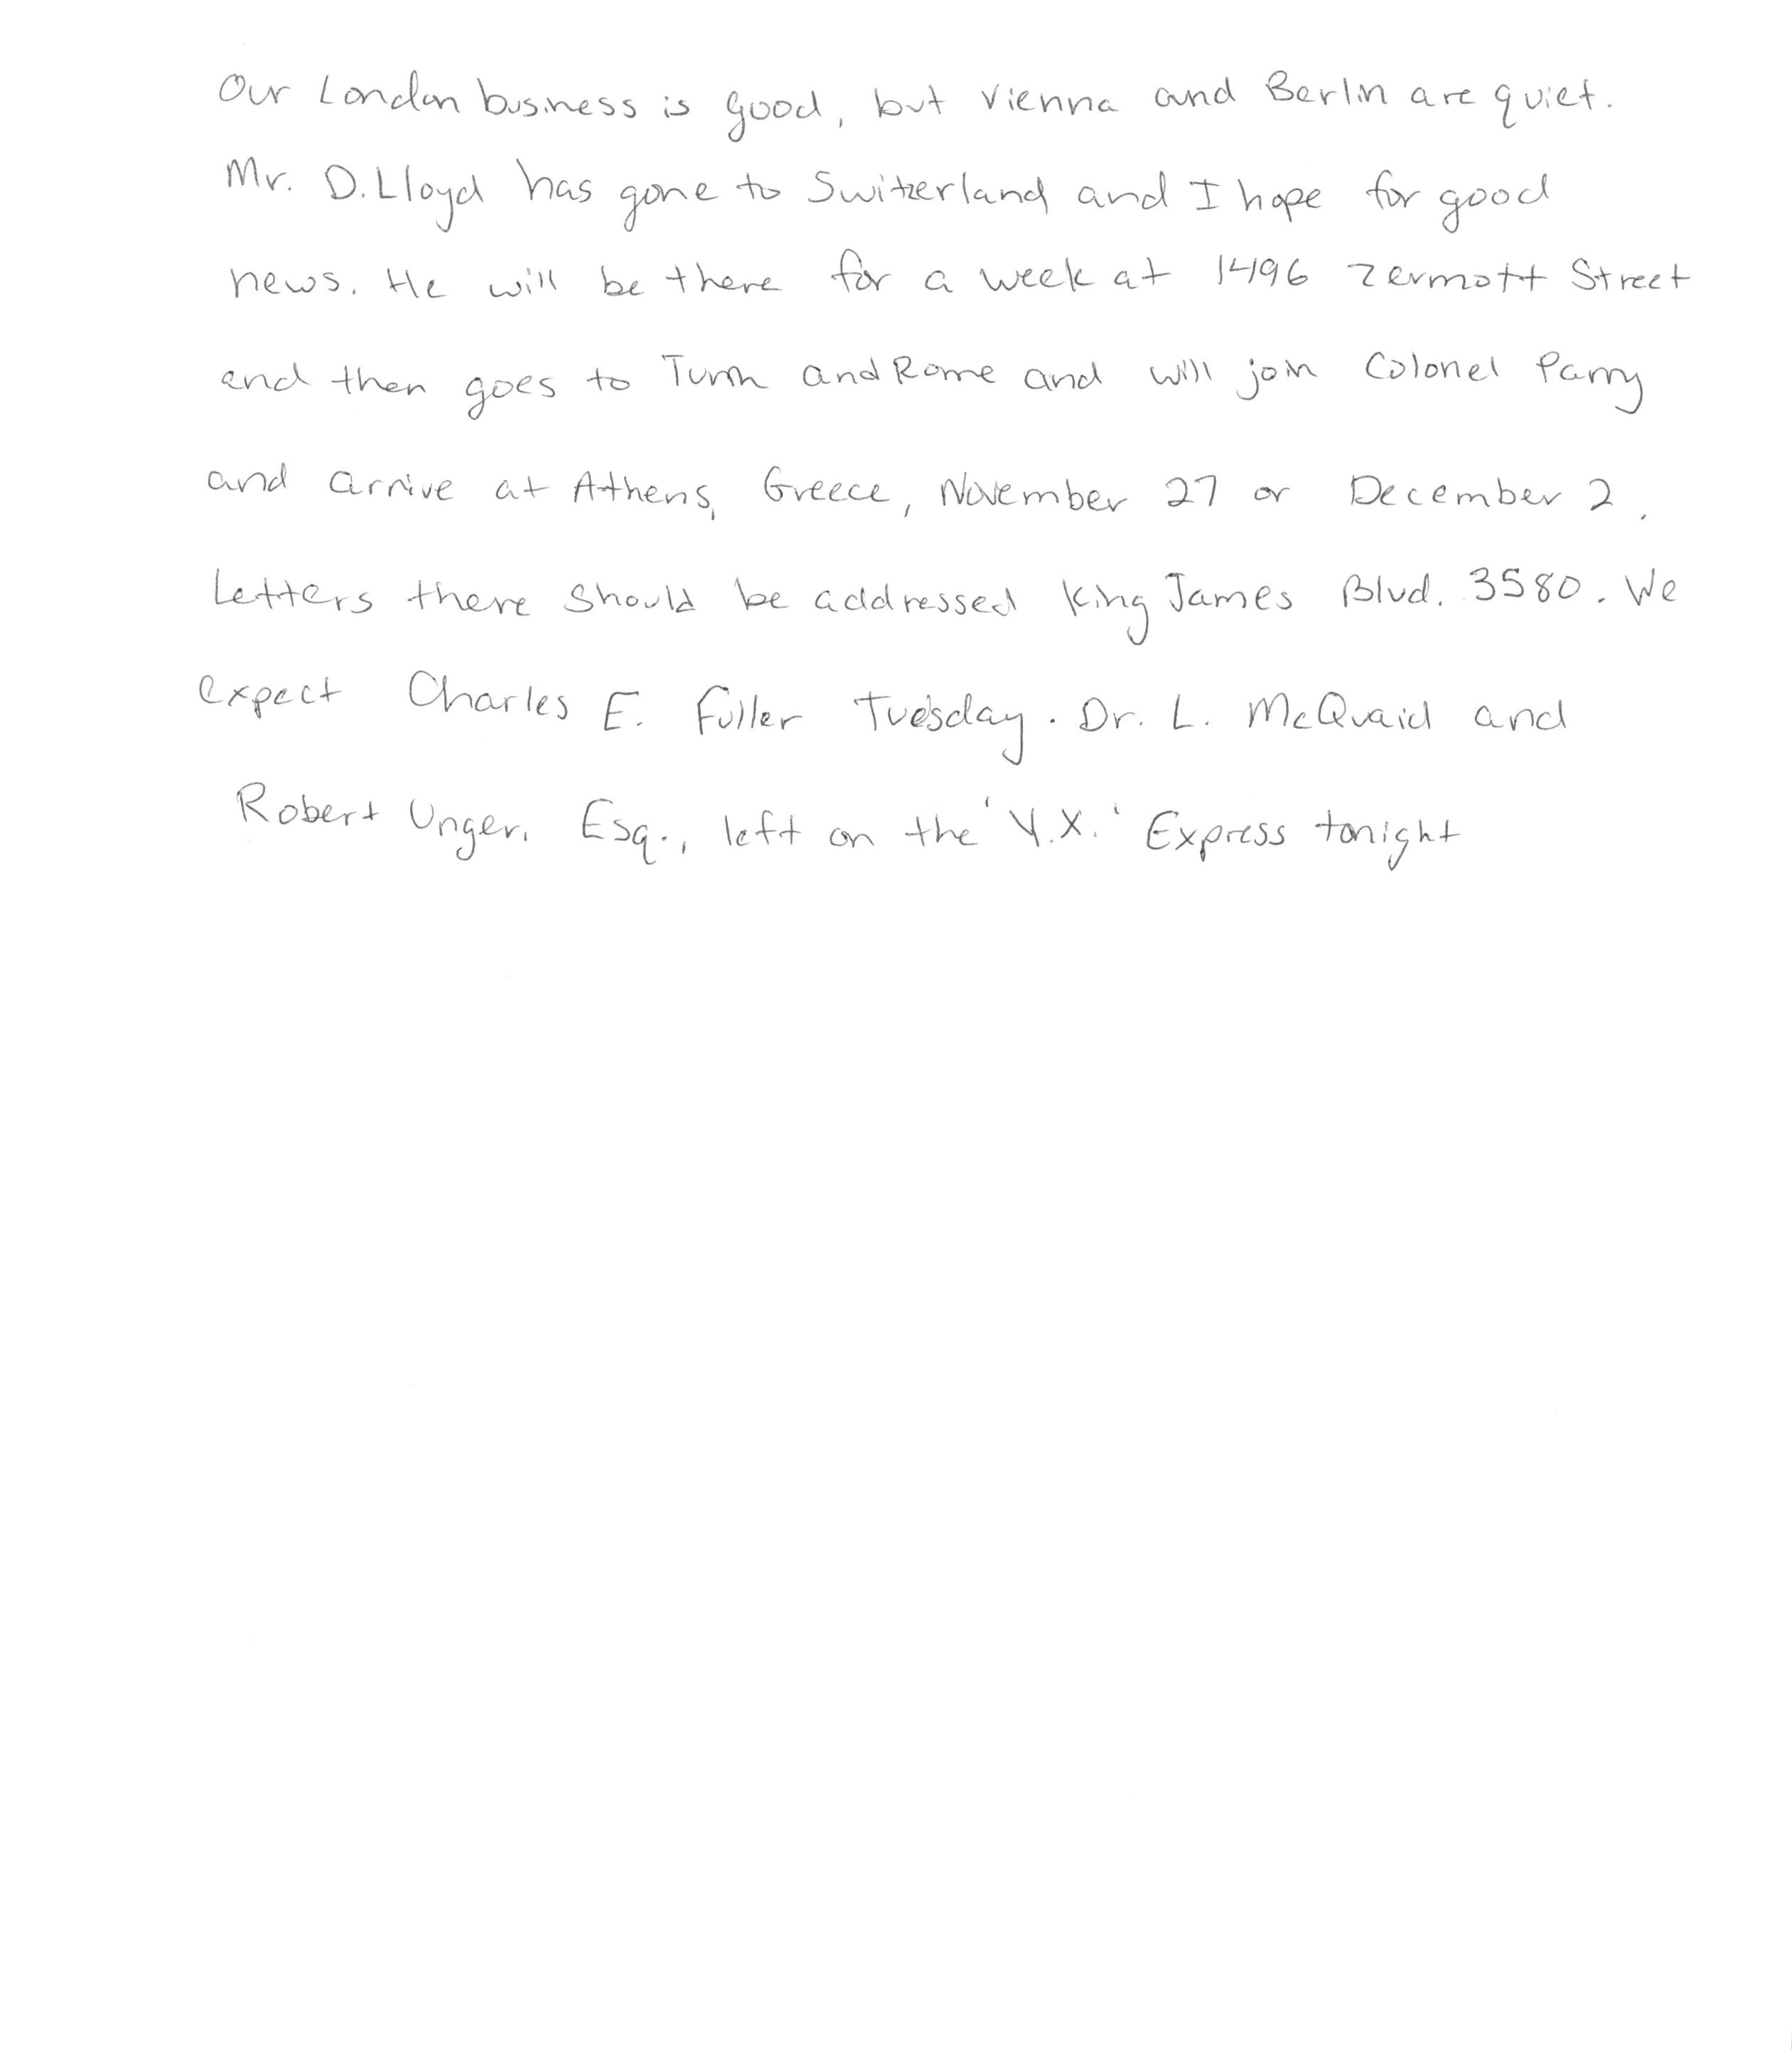 Our London business is good, but Vienna and Berlin are quiet.
Mr. D. Lloyd has gone to Switzerland and I hope for good
news. He will be there for a week at 1496 Zermott Street
and then goes to Turin and Rome and will join Colonel Parry
and arrive at Athens, Greece, November 27 or December 2.
Letters there should be addressed King James Blvd. 3580. We
expect Charles E. Fuller Tuesday. Dr. L. McQuaid and
Robert Unger, Esq., left on the 'Y.X.' Express tonight